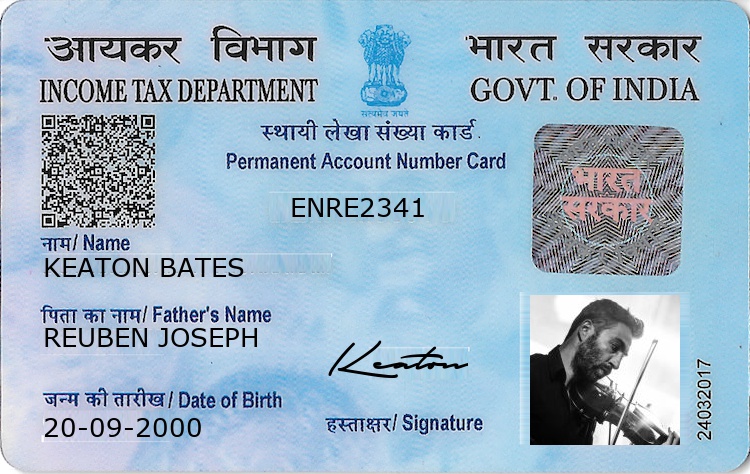 आयकर विभाग
INCOME TAX DEPARTMENT
सत्यमेव जयते
भारत सरकार
GOVT. OF INDIA
स्थायी लेखा संख्या कार्ड
Permanent Account Number Card
ENRE2341
भारत
सरकार
नाम/ Name
KEATON BATES
पिता का नाम/ Father's Name
REUBEN JOSEPH
Keaton
जन्म की तारीख / Date of Birth
20-09-2000
हस्ताक्षर/ Signature
24032017